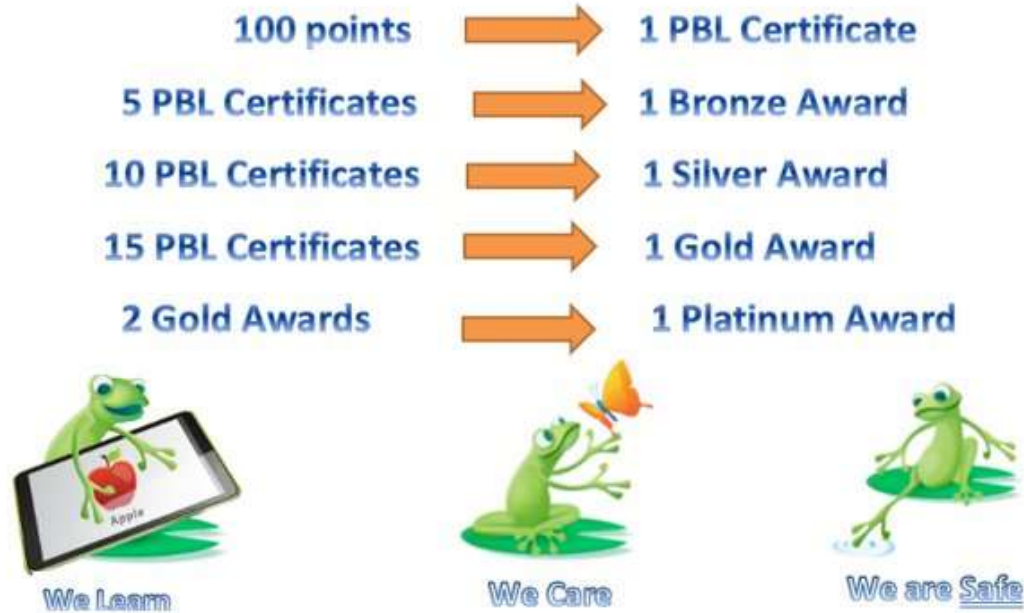 100 points 1 PBL Certificate
5 PBL Certificates 1 Bronze Award
10 PBL Certificates 1 Silver Award
15 PBL Certificates 1 Gold Award
2 Gold Awards 1 Platinum Award
Apple
We Learn We Care We are Safe